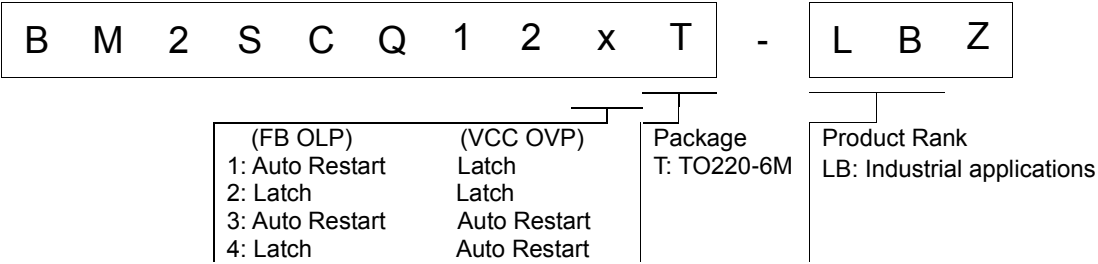 B M 2 S C Q 1 2 x T - L B Z
(FB OLP) (VCC OVP) Package Product Rank
1: Auto Restart Latch T: TO220-6M LB: Industrial applications
2: Latch Latch
3: Auto Restart Auto Restart
4: Latch Auto Restart